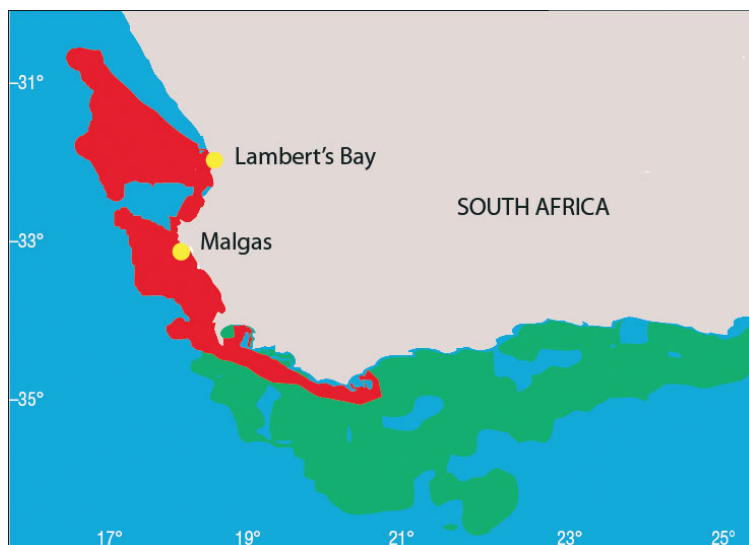 –31°
Lambert’s Bay
SOUTH AFRICA
–33°
Malgas
–35°
17° 19° 21° 23° 25°